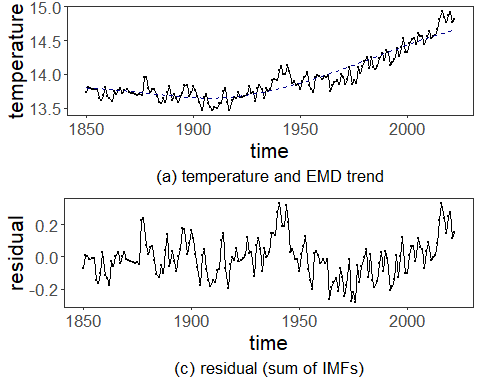 temperature
15.0
14.5
14.0
13.5
1850
1900
1950
2000
time
(a) temperature and EMD trend
residual
0.2
0.0
-0.2
1850
1900
1950
2000
time
(c) residual (sum of IMFs)